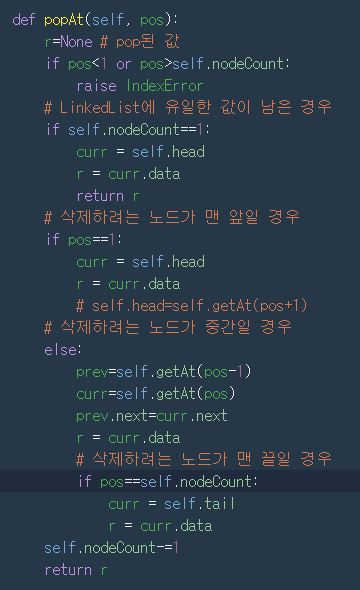 def popAt(self, pos):
    r=None # pop된 값
    if pos<1 or pos>self.nodeCount:
        raise IndexError
    # LinkedList에 유일한 값이 남은 경우
    if self.nodeCount==1:
        curr = self.head
        r = curr.data
        return r
    # 삭제하려는 노드가 맨 앞일 경우
    if pos==1:
        curr = self.head
        r = curr.data
        # self.head=self.getAt(pos+1)
    # 삭제하려는 노드가 중간일 경우
    else:
        prev=self.getAt(pos-1)
        curr=self.getAt(pos)
        prev.next=curr.next
        r = curr.data
        # 삭제하려는 노드가 맨 끝일 경우
        if pos==self.nodeCount:
            curr = self.tail
            r = curr.data
    self.nodeCount-=1
    return r